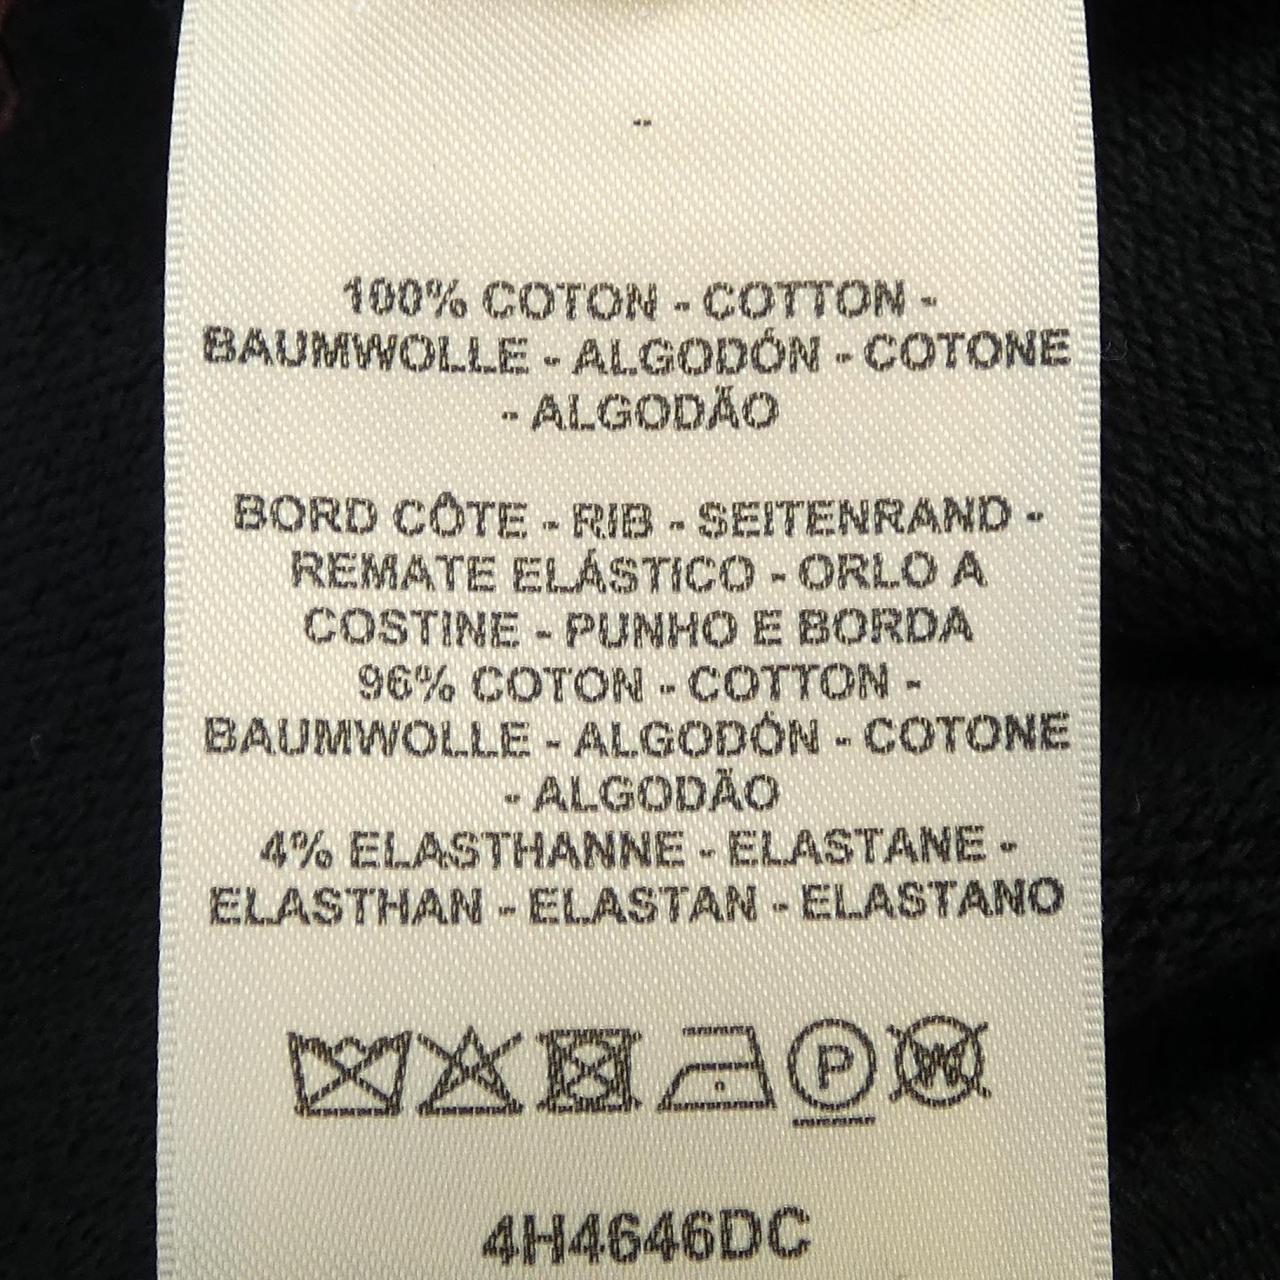 100% COTON - COTTON -
BAUMWOLLE - ALGODÓN - COTONE
- ALGODÃO
BORD CÔTE - RIB - SEITENRAND -
REMATE ELÁSTICO - ORLO A
COSTINE - PUNHO E BORDA
96% COTON - COTTON -
BAUMWOLLE - ALGODÓN - COTONE
- ALGODÃO
4% ELASTHANNE - ELASTANE -
ELASTHAN - ELASTAN - ELASTANO
P W
4H4646DC